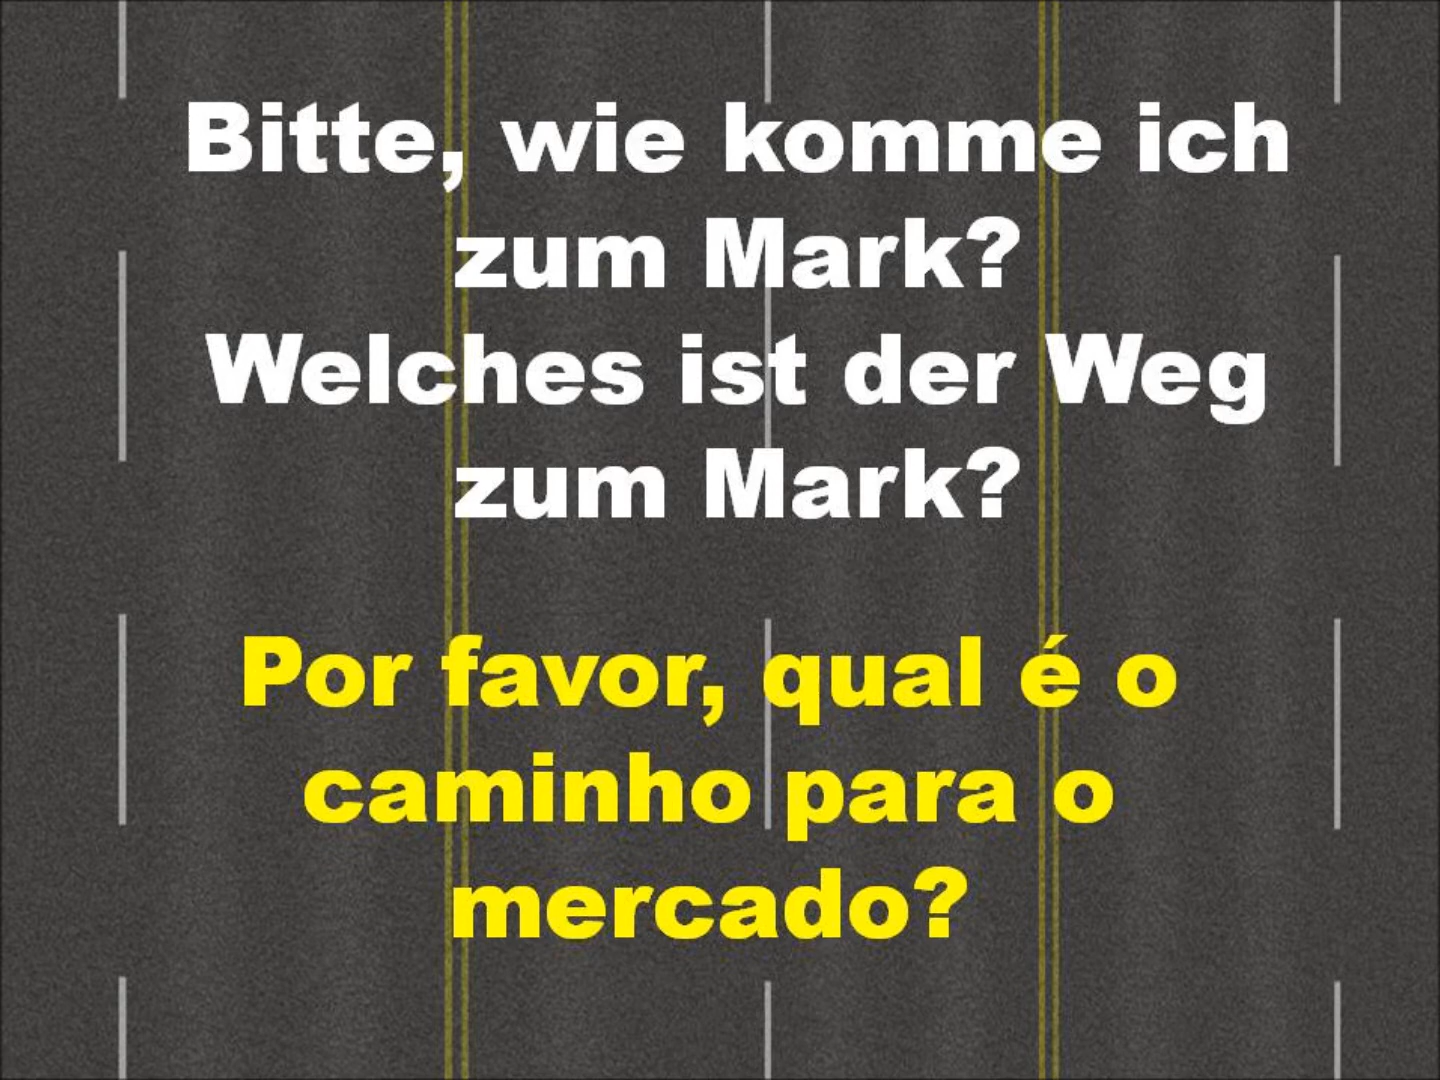 Bitte, wie komme ich
zum Mark?
Welches ist der Weg
zum Mark?
Por favor, qual é o
caminho para o
mercado?